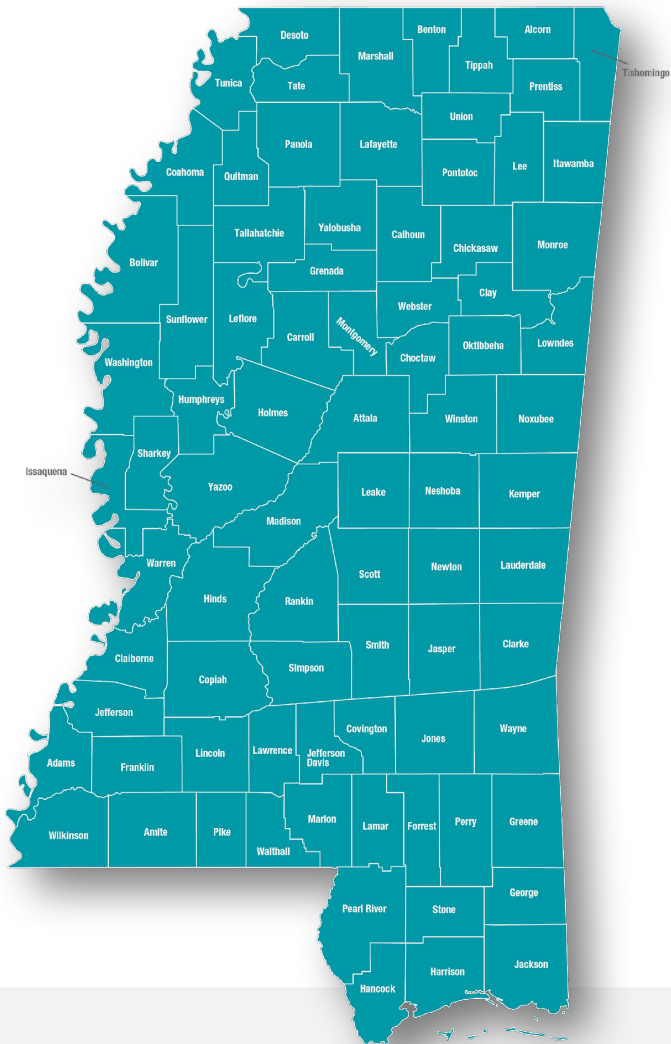 Desoto
Benton
Alcorn
Marshall
Tippah
Tishomingo
Tunica
Tate
Prentiss
Union
Panola
Lafayette
Coahoma
Quitman
Pontotoc
Lee
Itawamba
Tallahatchie
Yalobusha
Calhoun
Chickasaw
Monroe
Bolivar
Grenada
Clay
Webster
Sunflower
Leflore
Carroll
Montgomery
Choctaw
Oktibbeha
Lowndes
Washington
Humphreys
Holmes
Attala
Winston
Noxubee
Sharkey
Issaquena
Yazoo
Leake
Neshoba
Kemper
Madison
Warren
Scott
Newton
Lauderdale
Hinds
Rankin
Smith
Jasper
Clarke
Claiborne
Copiah
Simpson
Jefferson
Covington
Jones
Wayne
Lawrence
Jefferson
Davis
Lincoln
Adams
Franklin
Marion
Lamar
Forrest
Perry
Greene
Wilkinson
Amite
Pike
Walthall
George
Pearl River
Stone
Jackson
Harrison
Hancock